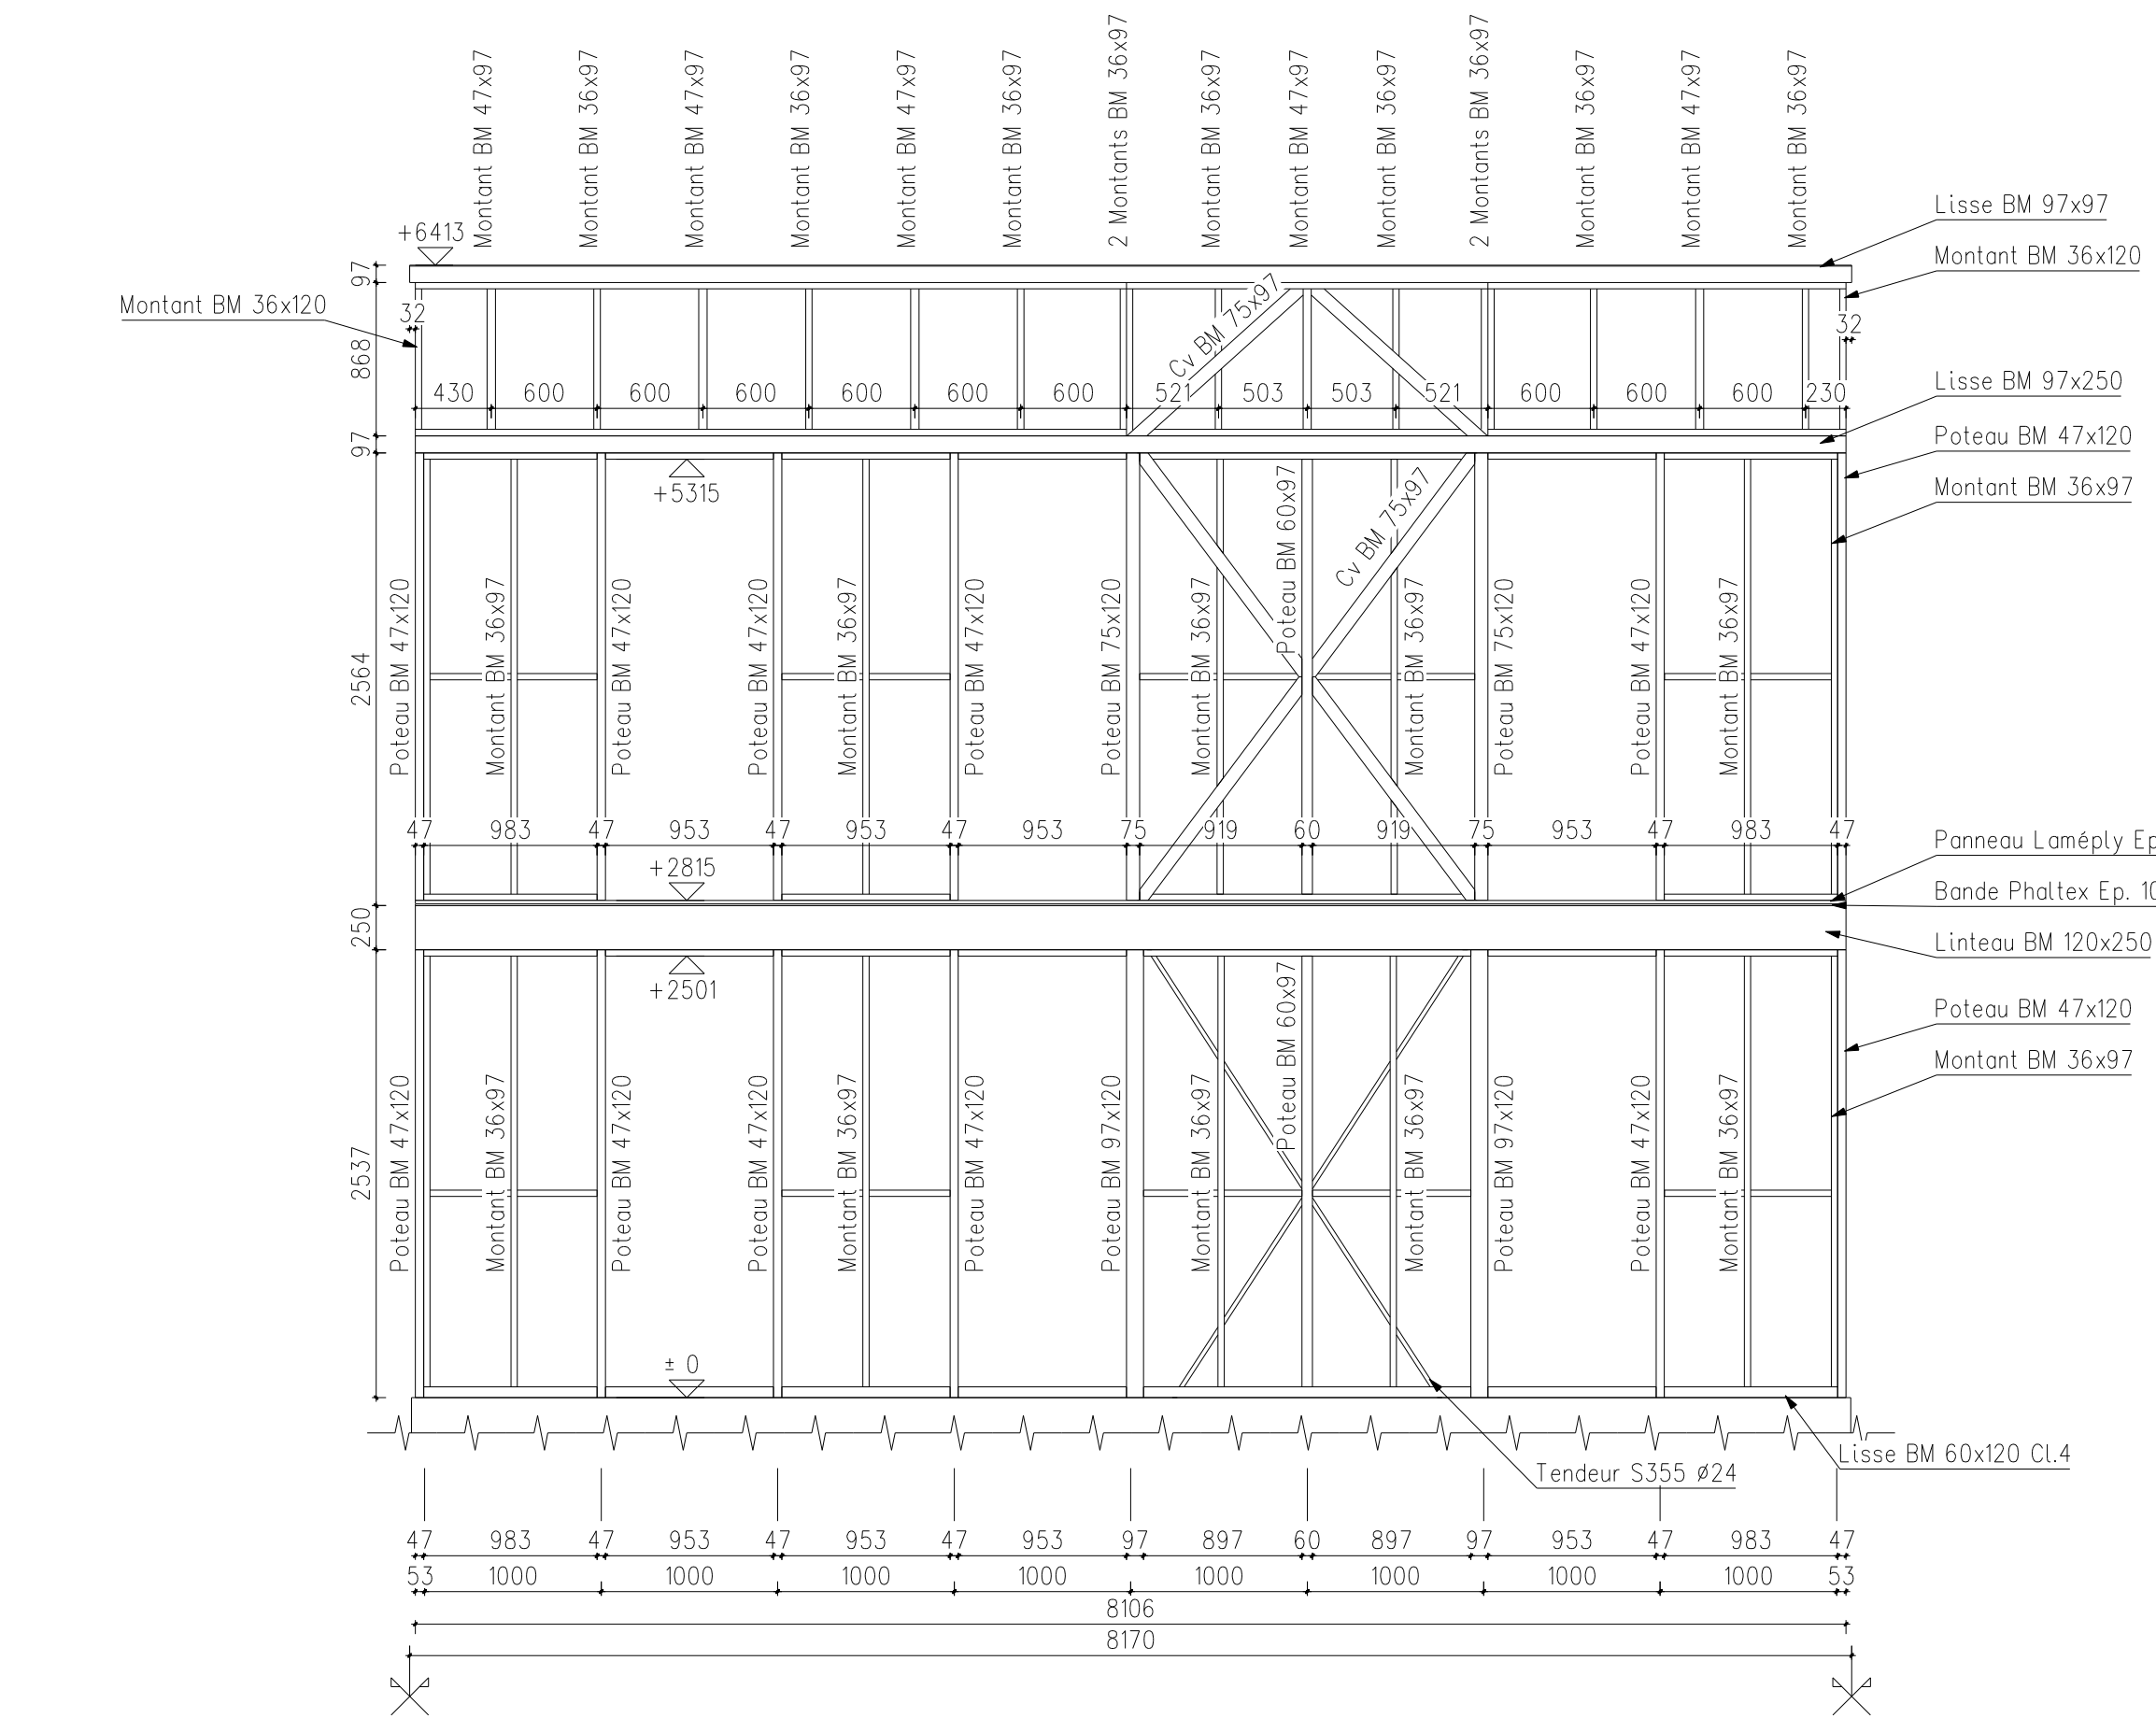 Montant BM 47x97
Montant BM 36x97
Montant BM 47x97
Montant BM 36x97
Montant BM 47x97
Montant BM 36x97
2 Montants BM 36x97
Montant BM 36x97
Montant BM 47x97
Montant BM 36x97
2 Montants BM 36x97
Montant BM 36x97
Montant BM 47x97
Montant BM 36x97
Lisse BM 97x97
+6413
Montant BM 36x120
97
Montant BM 36x120
32
32
Cv BM 75x97
868
Lisse BM 97x250
430 600 600 600 600 600 600 521 503 503 521 600 600 600 230
Poteau BM 47x120
97
+5315
Montant BM 36x97
Poteau BM 60x97
Cv BM 75x97
2564
Poteau BM 47x120
Montant BM 36x97
Poteau BM 47x120
Poteau BM 47x120
Montant BM 36x97
Poteau BM 47x120
Poteau BM 75x120
Montant BM 36x97
Montant BM 36x97
Poteau BM 75x120
Poteau BM 47x120
Montant BM 36x97
47 983 47 953 47 953 47 953 75 919 60 919 75 953 47 983 47
Panneau Laméply Ep
+2815
Bande Phaltex Ep. 10
250
Linteau BM 120x250
+2501
Poteau BM 60x97
Poteau BM 47x120
Montant BM 36x97
2537
Poteau BM 47x120
Montant BM 36x97
Poteau BM 47x120
Poteau BM 47x120
Montant BM 36x97
Poteau BM 47x120
Poteau BM 97x120
Montant BM 36x97
Montant BM 36x97
Poteau BM 97x120
Poteau BM 47x120
Montant BM 36x97
± 0
Lisse BM 60x120 Cl.4
Tendeur S355 ø24
47 983 47 953 47 953 47 953 97 897 60 897 97 953 47 983 47
53 1000 1000 1000 1000 1000 1000 1000 1000 53
8106
8170